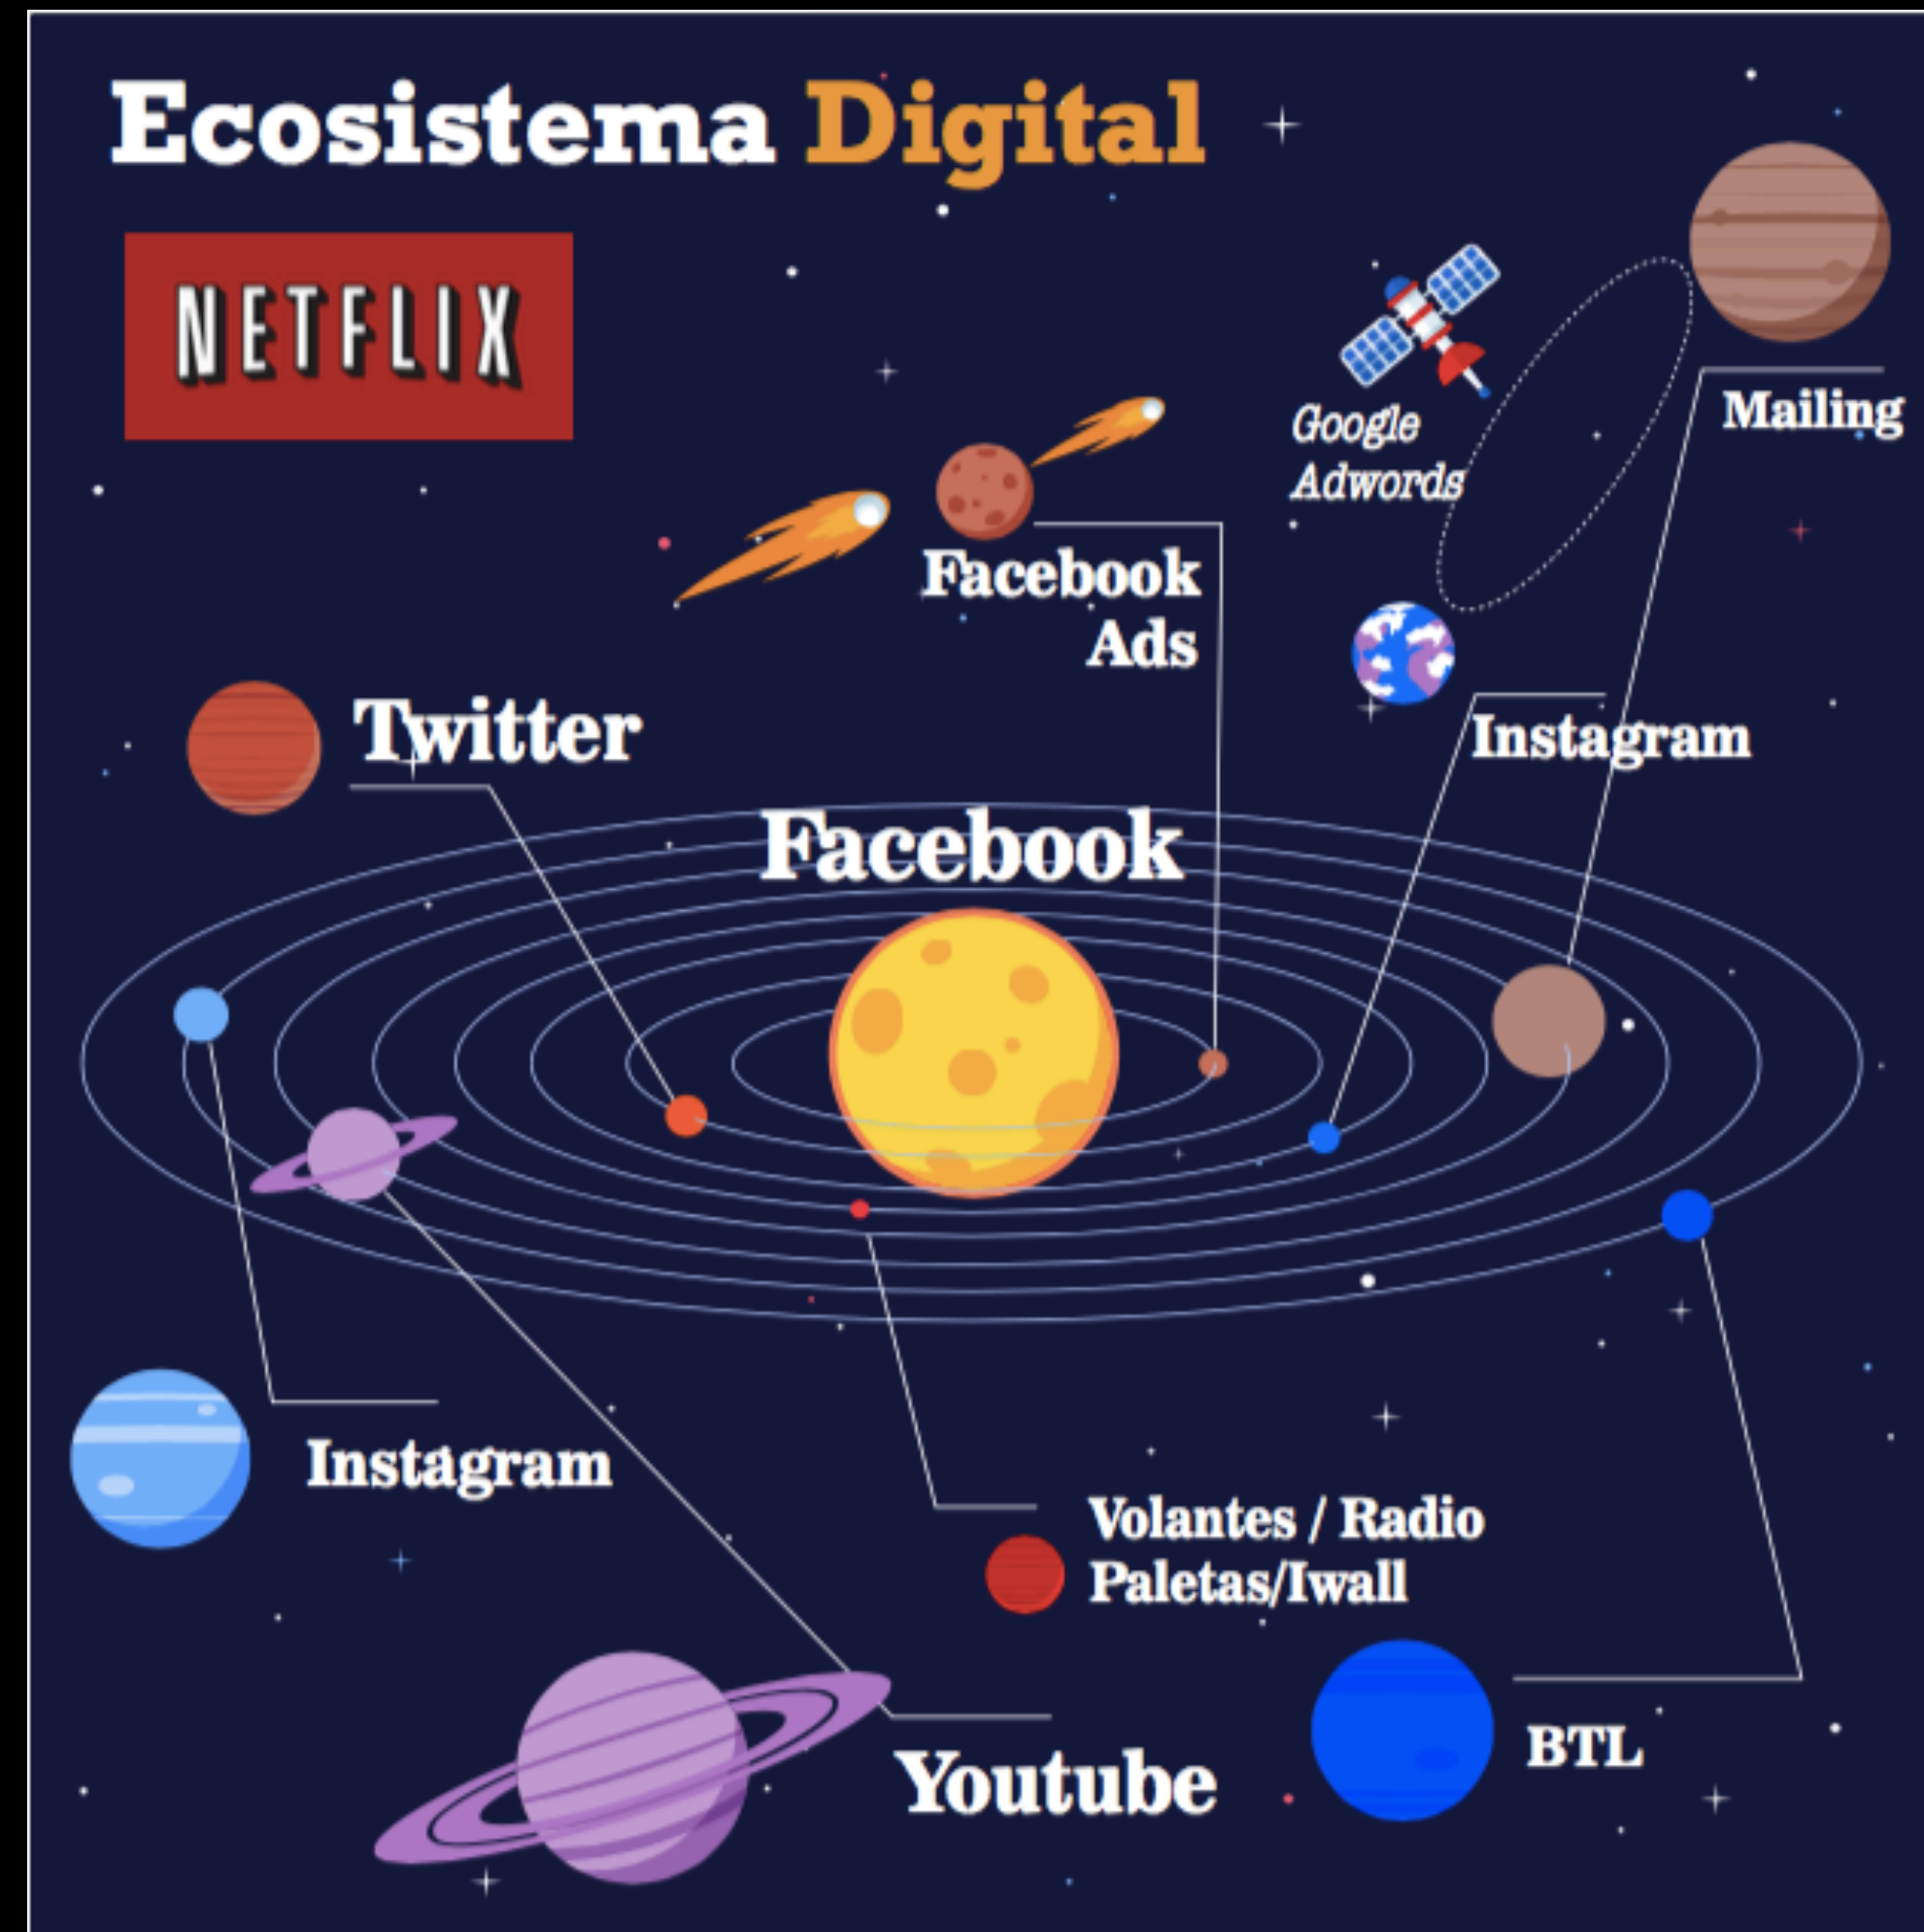 Ecosistema Digital
NETFLIX
Mailing
Google
Adwords
Facebook
Ads
Twitter
Instagram
Facebook
Instagram
Volantes / Radio
Paletas/Iwall
Youtube
BTL